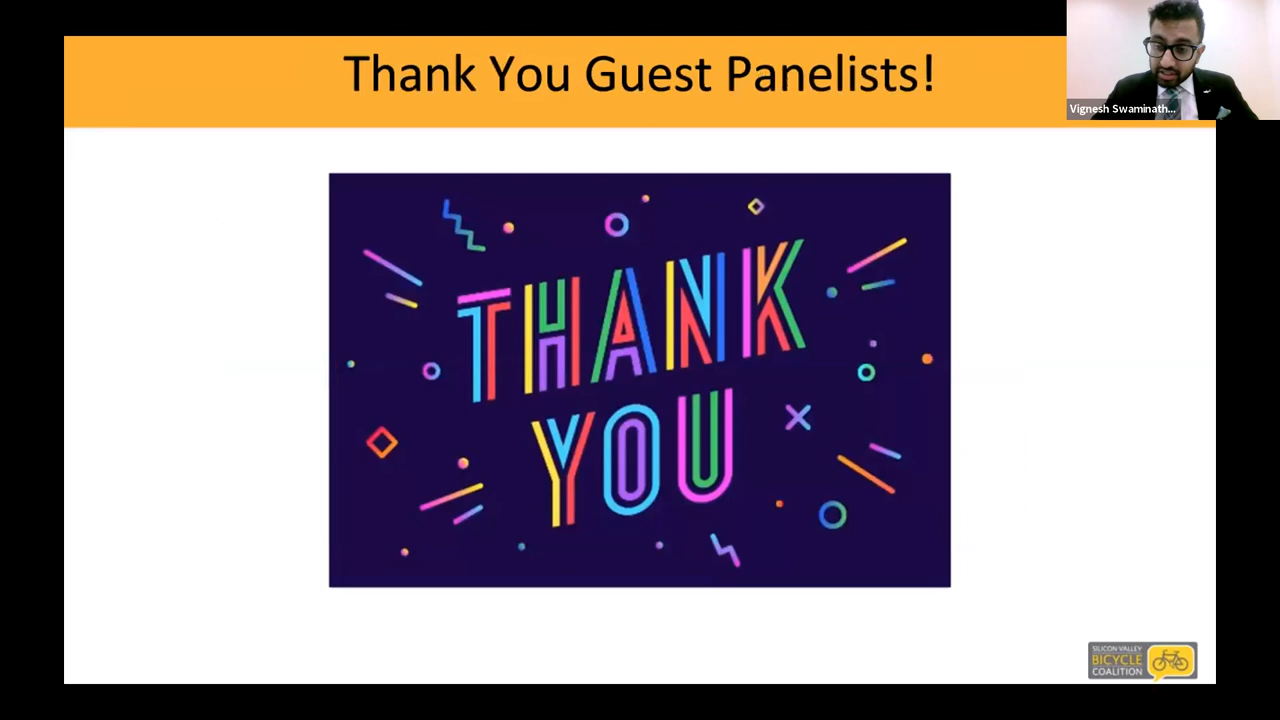 Thank You Guest Panelists!
Vignesh Swaminath...
THANK
YOU
SILICON VALLEY
BICYCLE
COALITION